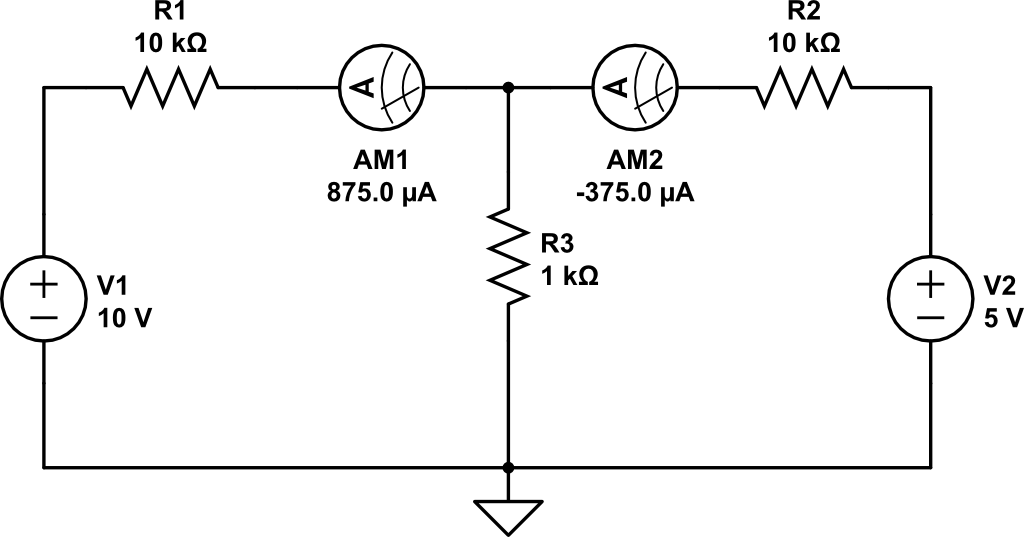 R1
10 kΩ
R2
10 kΩ
A
A
AM1
875.0 µA
AM2
-375.0 µA
R3
1 kΩ
+
−
V1
10 V
+
−
V2
5 V